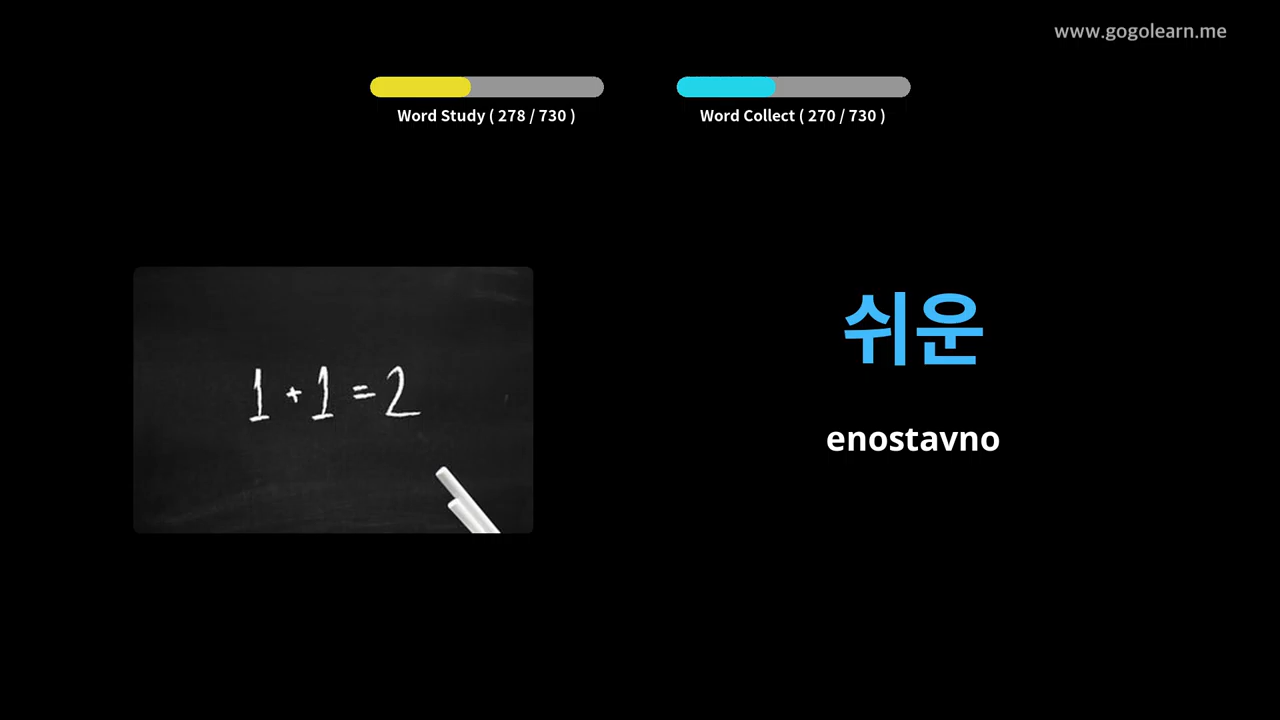 www.gogolearn.me
Word Study ( 278 / 730 )
Word Collect ( 270 / 730 )
1 + 1 = 2
쉬운
enostavno